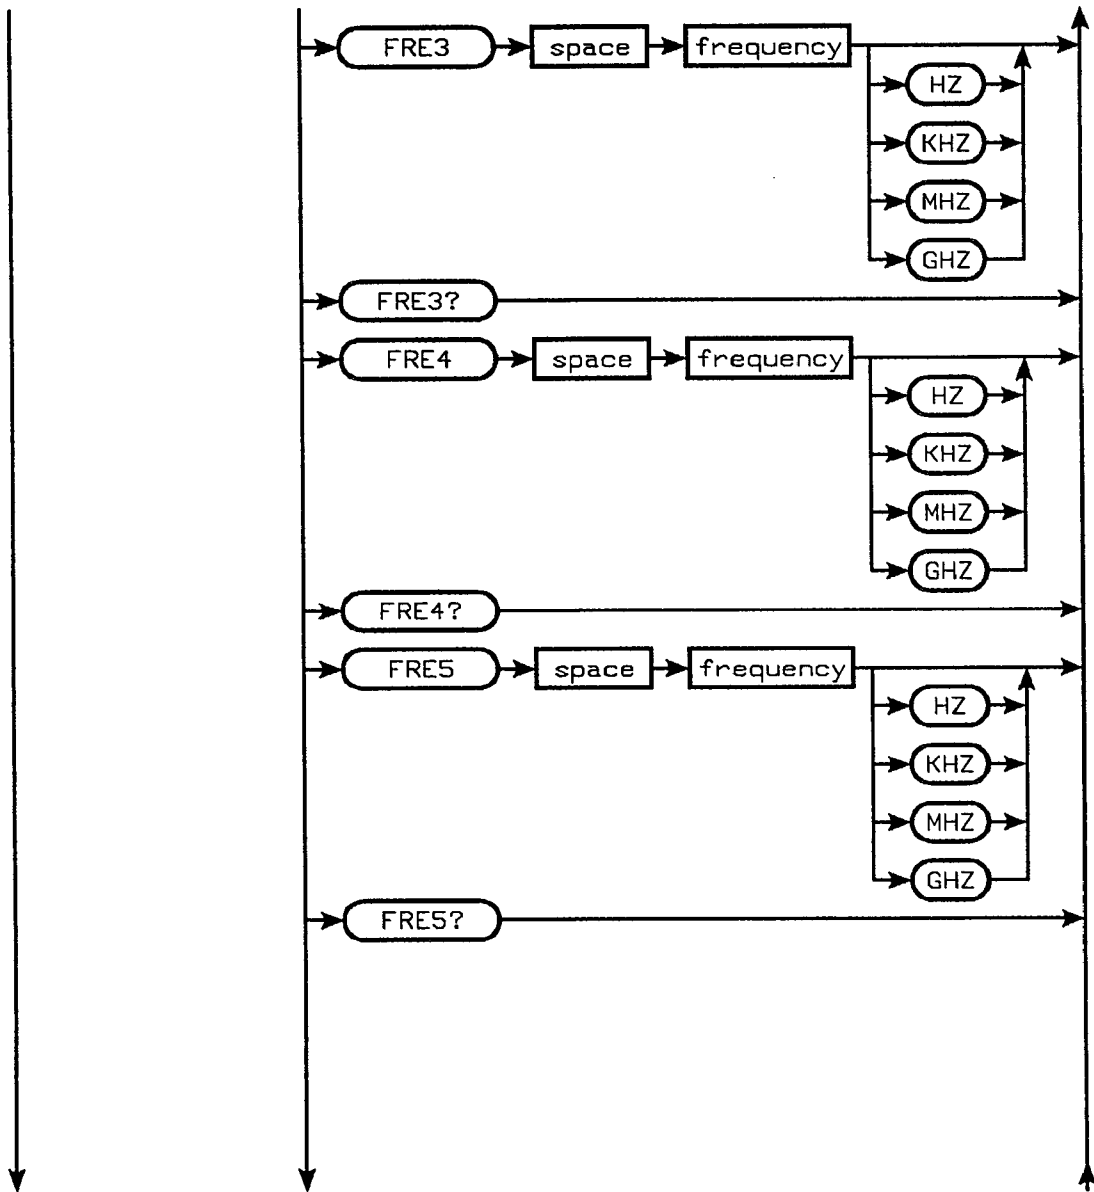 FRE3 space frequency
HZ
KHZ
MHZ
GHZ
FRE3?
FRE4 space frequency
HZ
KHZ
MHZ
GHZ
FRE4?
FRE5 space frequency
HZ
KHZ
MHZ
GHZ
FRE5?